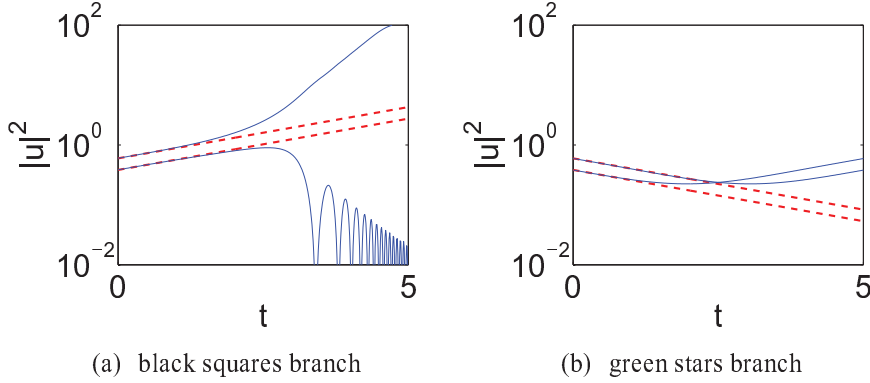 10^2
10^0
10^-2
|u|^2
0
5
t
(a) black squares branch
10^2
10^0
10^-2
|u|^2
0
5
t
(b) green stars branch